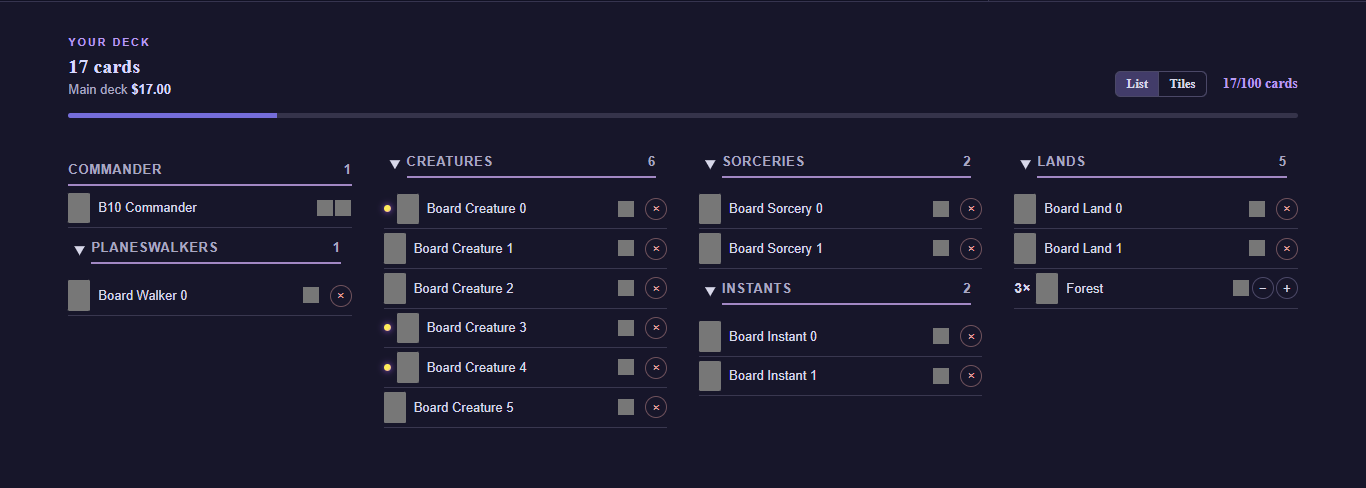 YOUR DECK
17 cards
Main deck $17.00
List Tiles 17/100 cards
COMMANDER 1
B10 Commander
PLANESWALKERS 1
Board Walker 0 ×
CREATURES 6
Board Creature 0 ×
Board Creature 1 ×
Board Creature 2 ×
Board Creature 3 ×
Board Creature 4 ×
Board Creature 5 ×
SORCERIES 2
Board Sorcery 0 ×
Board Sorcery 1 ×
INSTANTS 2
Board Instant 0 ×
Board Instant 1 ×
LANDS 5
Board Land 0 ×
Board Land 1 ×
3× Forest − +